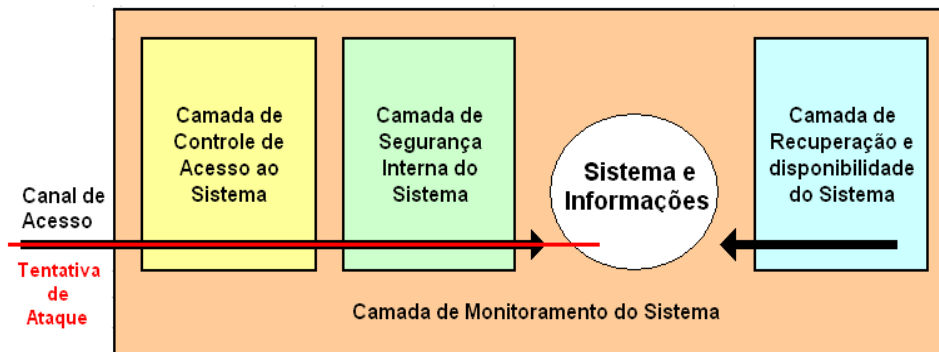 Canal de
Acesso
Tentativa
de
Ataque
Camada de
Controle de
Acesso ao
Sistema
Camada de
Segurança
Interna do
Sistema
Sistema e
Informações
Camada de
Recuperação e
disponibilidade
do Sistema
Camada de Monitoramento do Sistema